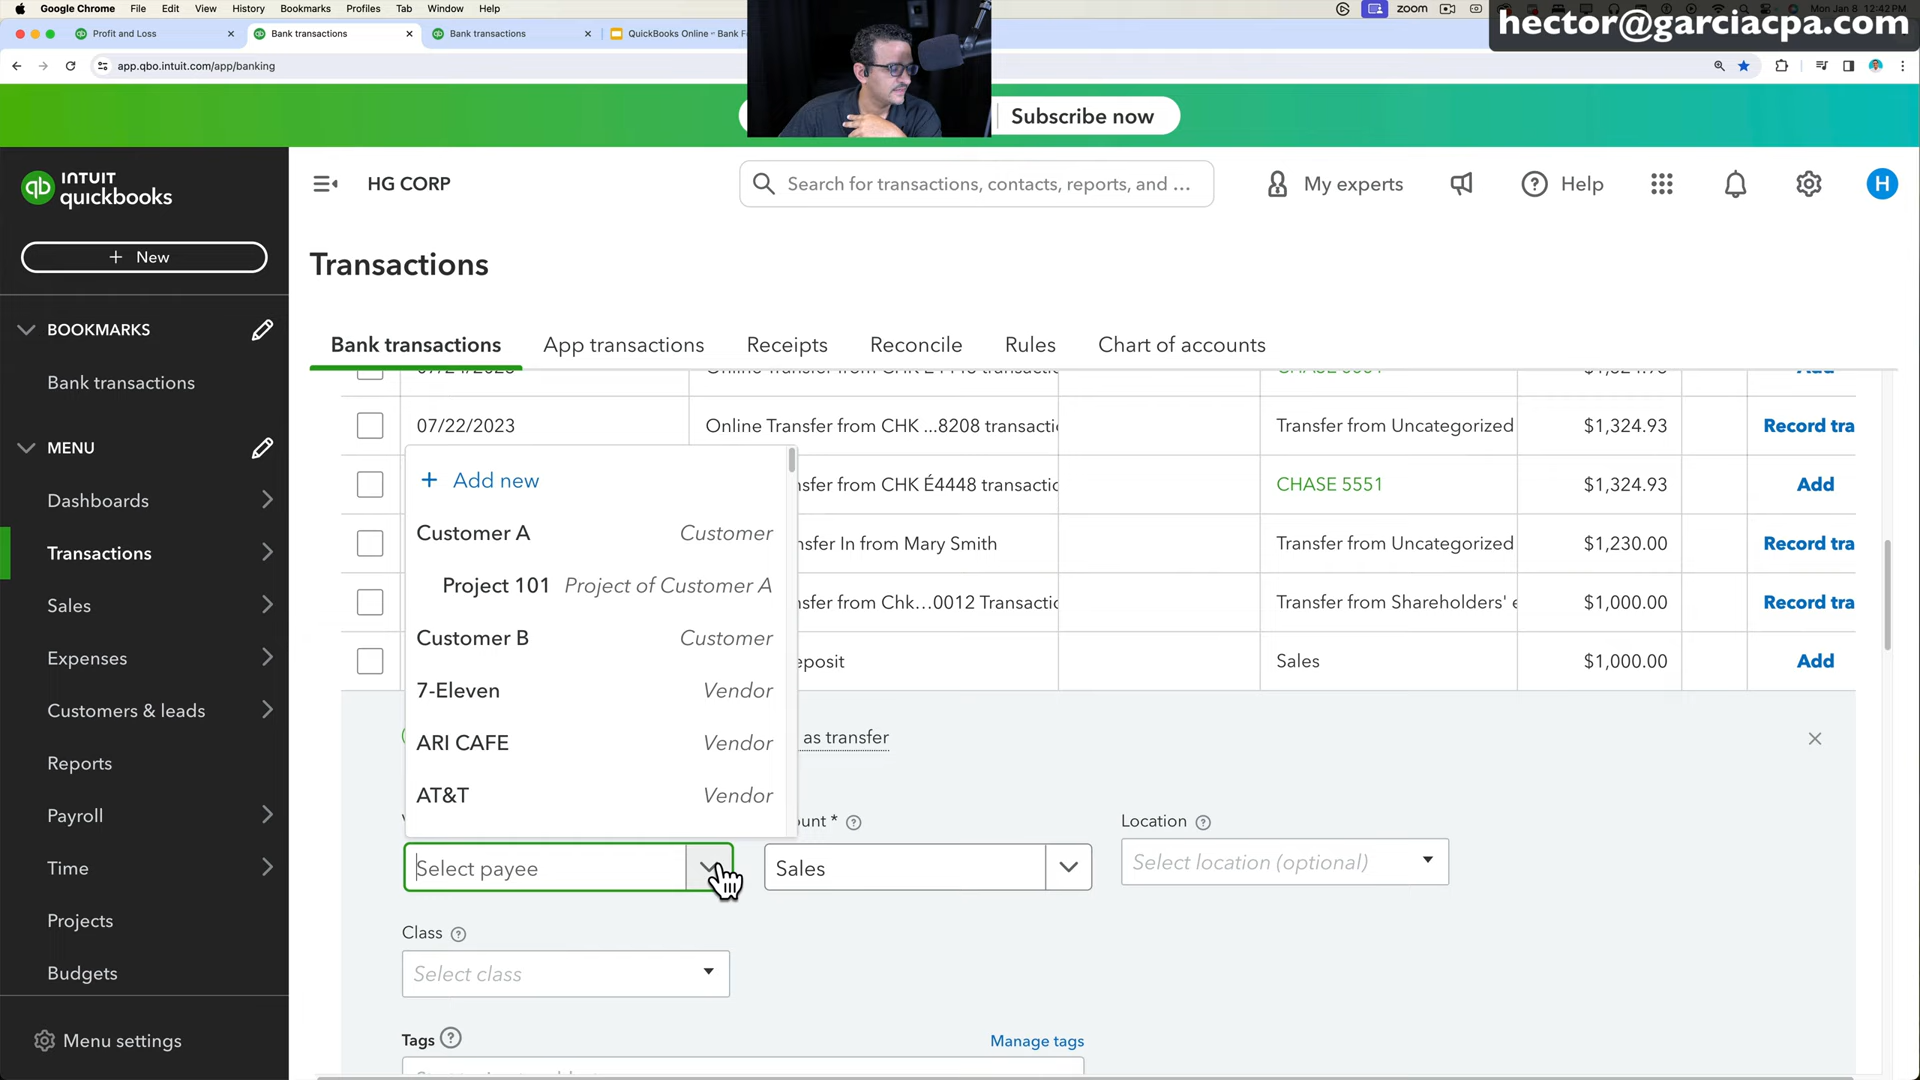 Google Chrome File Edit View History Bookmarks Profiles Tab Window Help
zoom
Mon Jan 8 12:42 PM
hector@garciacpa.com
Profit and Loss
Bank transactions
Bank transactions
QuickBooks Online - Bank F
app.qbo.intuit.com/app/banking
Subscribe now
INTUIT
quickbooks
HG CORP
Search for transactions, contacts, reports, and ...
My experts
Help
H
+ New
Transactions
BOOKMARKS
Bank transactions
Bank transactions App transactions Receipts Reconcile Rules Chart of accounts
MENU
Dashboards
Transactions
Sales
Expenses
Customers & leads
Reports
Payroll
Time
Projects
Budgets
Menu settings
07/22/2023 Online Transfer from CHK ...8208 transactio Transfer from Uncategorized $1,324.93 Record tra
nsfer from CHK É4448 transactio CHASE 5551 $1,324.93 Add
nsfer In from Mary Smith Transfer from Uncategorized $1,230.00 Record tra
nsfer from Chk...0012 Transactio Transfer from Shareholders' e $1,000.00 Record tra
eposit Sales $1,000.00 Add
+ Add new
Customer A Customer
Project 101 Project of Customer A
Customer B Customer
7-Eleven Vendor
ARI CAFE Vendor
AT&T Vendor
as transfer
ount *
Location
Select payee
Sales
Select location (optional)
Class
Select class
Tags
Manage tags